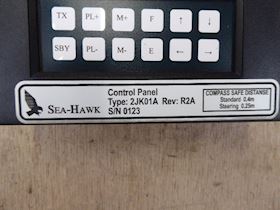 TX PL+ M+ F ↑ ↓
SBY PL- M- E ← →
SEA-HAWK
Control Panel
Type: 2JK01A Rev: R2A
S/N 0123
COMPASS SAFE DISTANSE
Standard 0.4m
Steering 0.25m